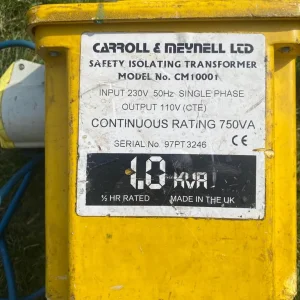 CARROLL & MEYNELL LTD
SAFETY ISOLATING TRANSFORMER
MODEL No. CM10001
INPUT 230V 50Hz SINGLE PHASE
OUTPUT 110V (CTE)
CONTINUOUS RATING 750VA
SERIAL No 97PT3246 CE
1.0 KVA
½ HR RATED MADE IN THE UK